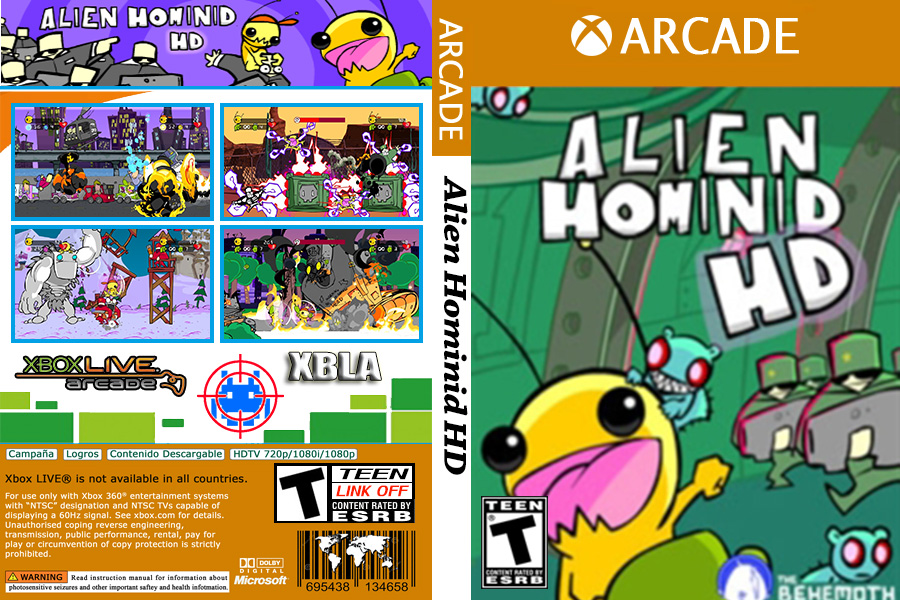 ALIEN HOMINID
HD
XBOX LIVE.
arcade
XBLA
Campaña
Logros
Contenido Descargable
HDTV 720p/1080i/1080p
Xbox LIVE® is not available in all countries.
For use only with Xbox 360® entertainment systems
with “NTSC” designation and NTSC TVs capable of
displaying a 60Hz signal. See xbox.com for details.
Unauthorised coping reverse engineering,
transmission, public performance, rental, pay for
play or circumvention of copy protection is strictly
prohibited.
WARNING Read instruction manual for information about
photosensitive seizures and other important saftey and health infotmation.
T
TEEN
LINK OFF
CONTENT RATED BY
ESRB
DOLBY
DIGITAL
Microsoft
695438 134658
ARCADE
Alien Hominid HD
ARCADE
ALIEN
HOMINID
HD
TEEN
T
CONTENT RATED BY
ESRB
THE
BEHEMOTH